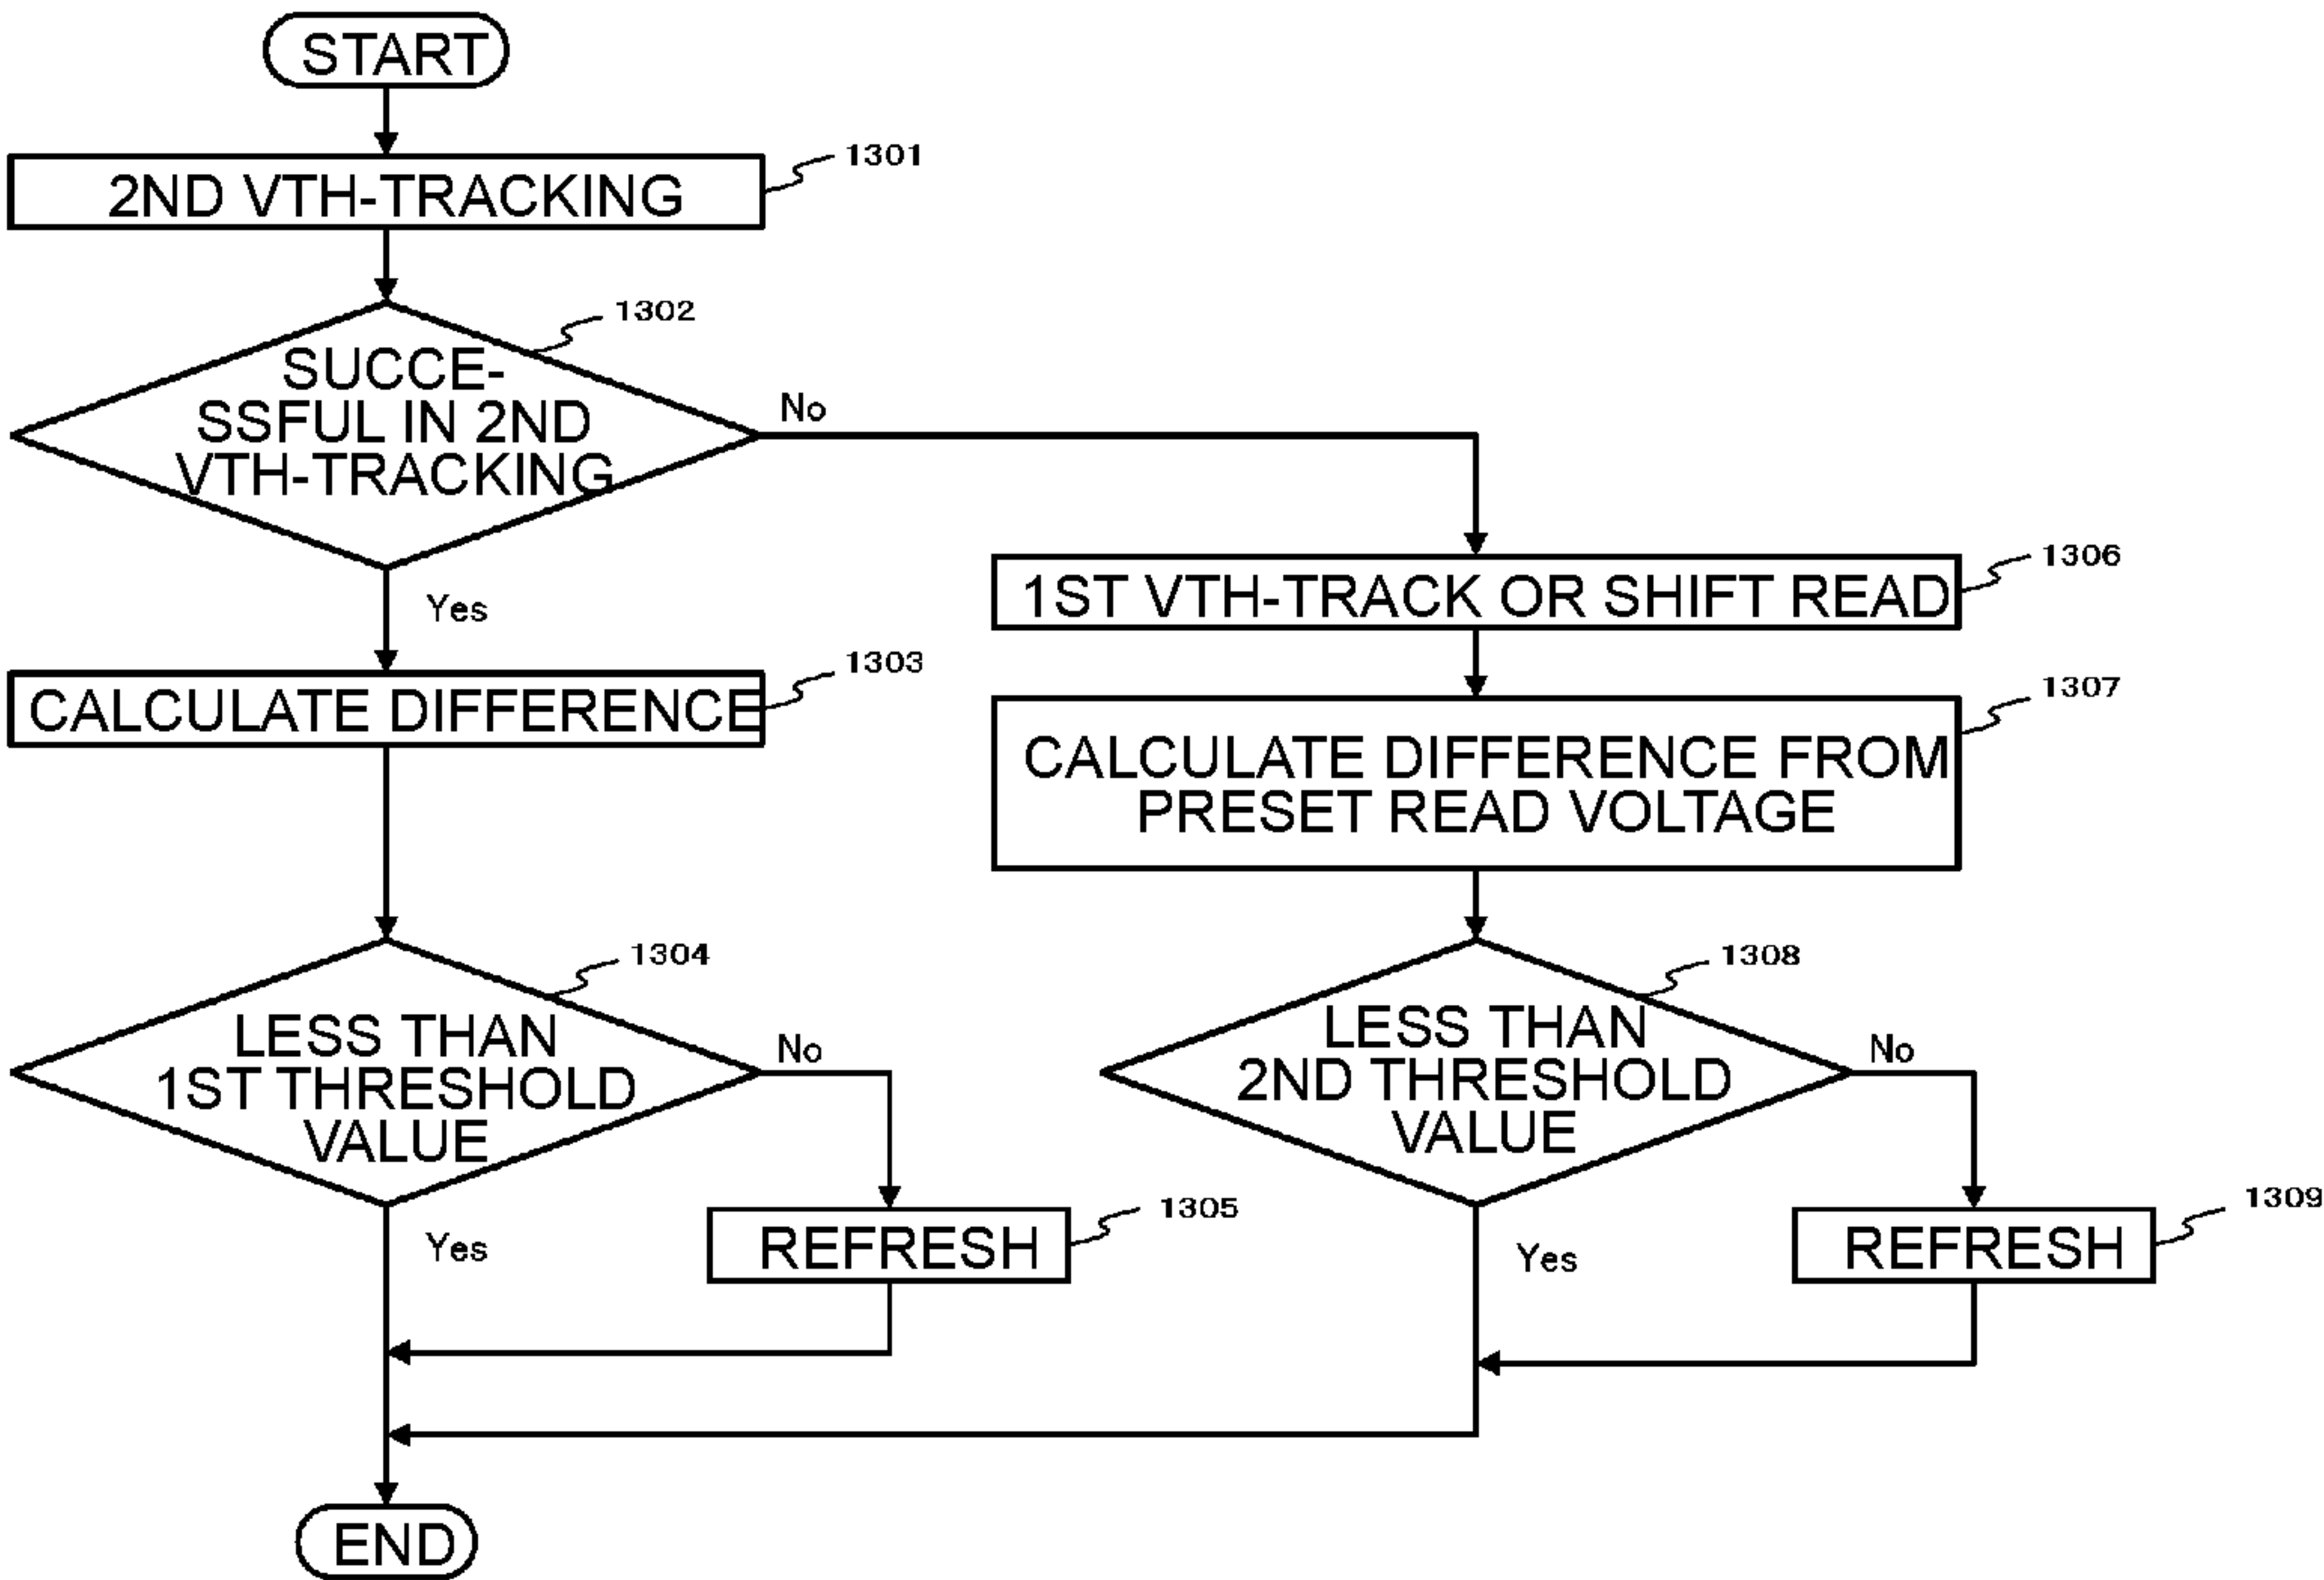 START
2ND VTH-TRACKING
1301
SUCCE-
SSFUL IN 2ND
VTH-TRACKING
1302
No
Yes
CALCULATE DIFFERENCE
1303
LESS THAN
1ST THRESHOLD
VALUE
1304
No
Yes
REFRESH
1305
1ST VTH-TRACK OR SHIFT READ
1306
CALCULATE DIFFERENCE FROM
PRESET READ VOLTAGE
1307
LESS THAN
2ND THRESHOLD
VALUE
1308
No
Yes
REFRESH
1309
END